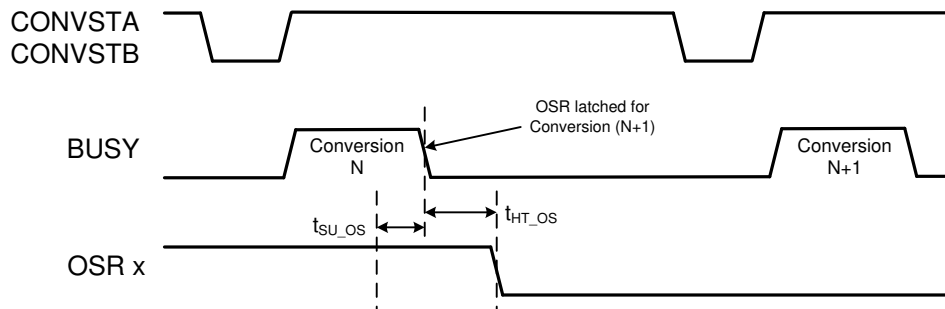 CONVSTA
CONVSTB
OSR latched for
Conversion (N+1)
BUSY
Conversion
N
Conversion
N+1
tSU_OS
tHT_OS
OSR x